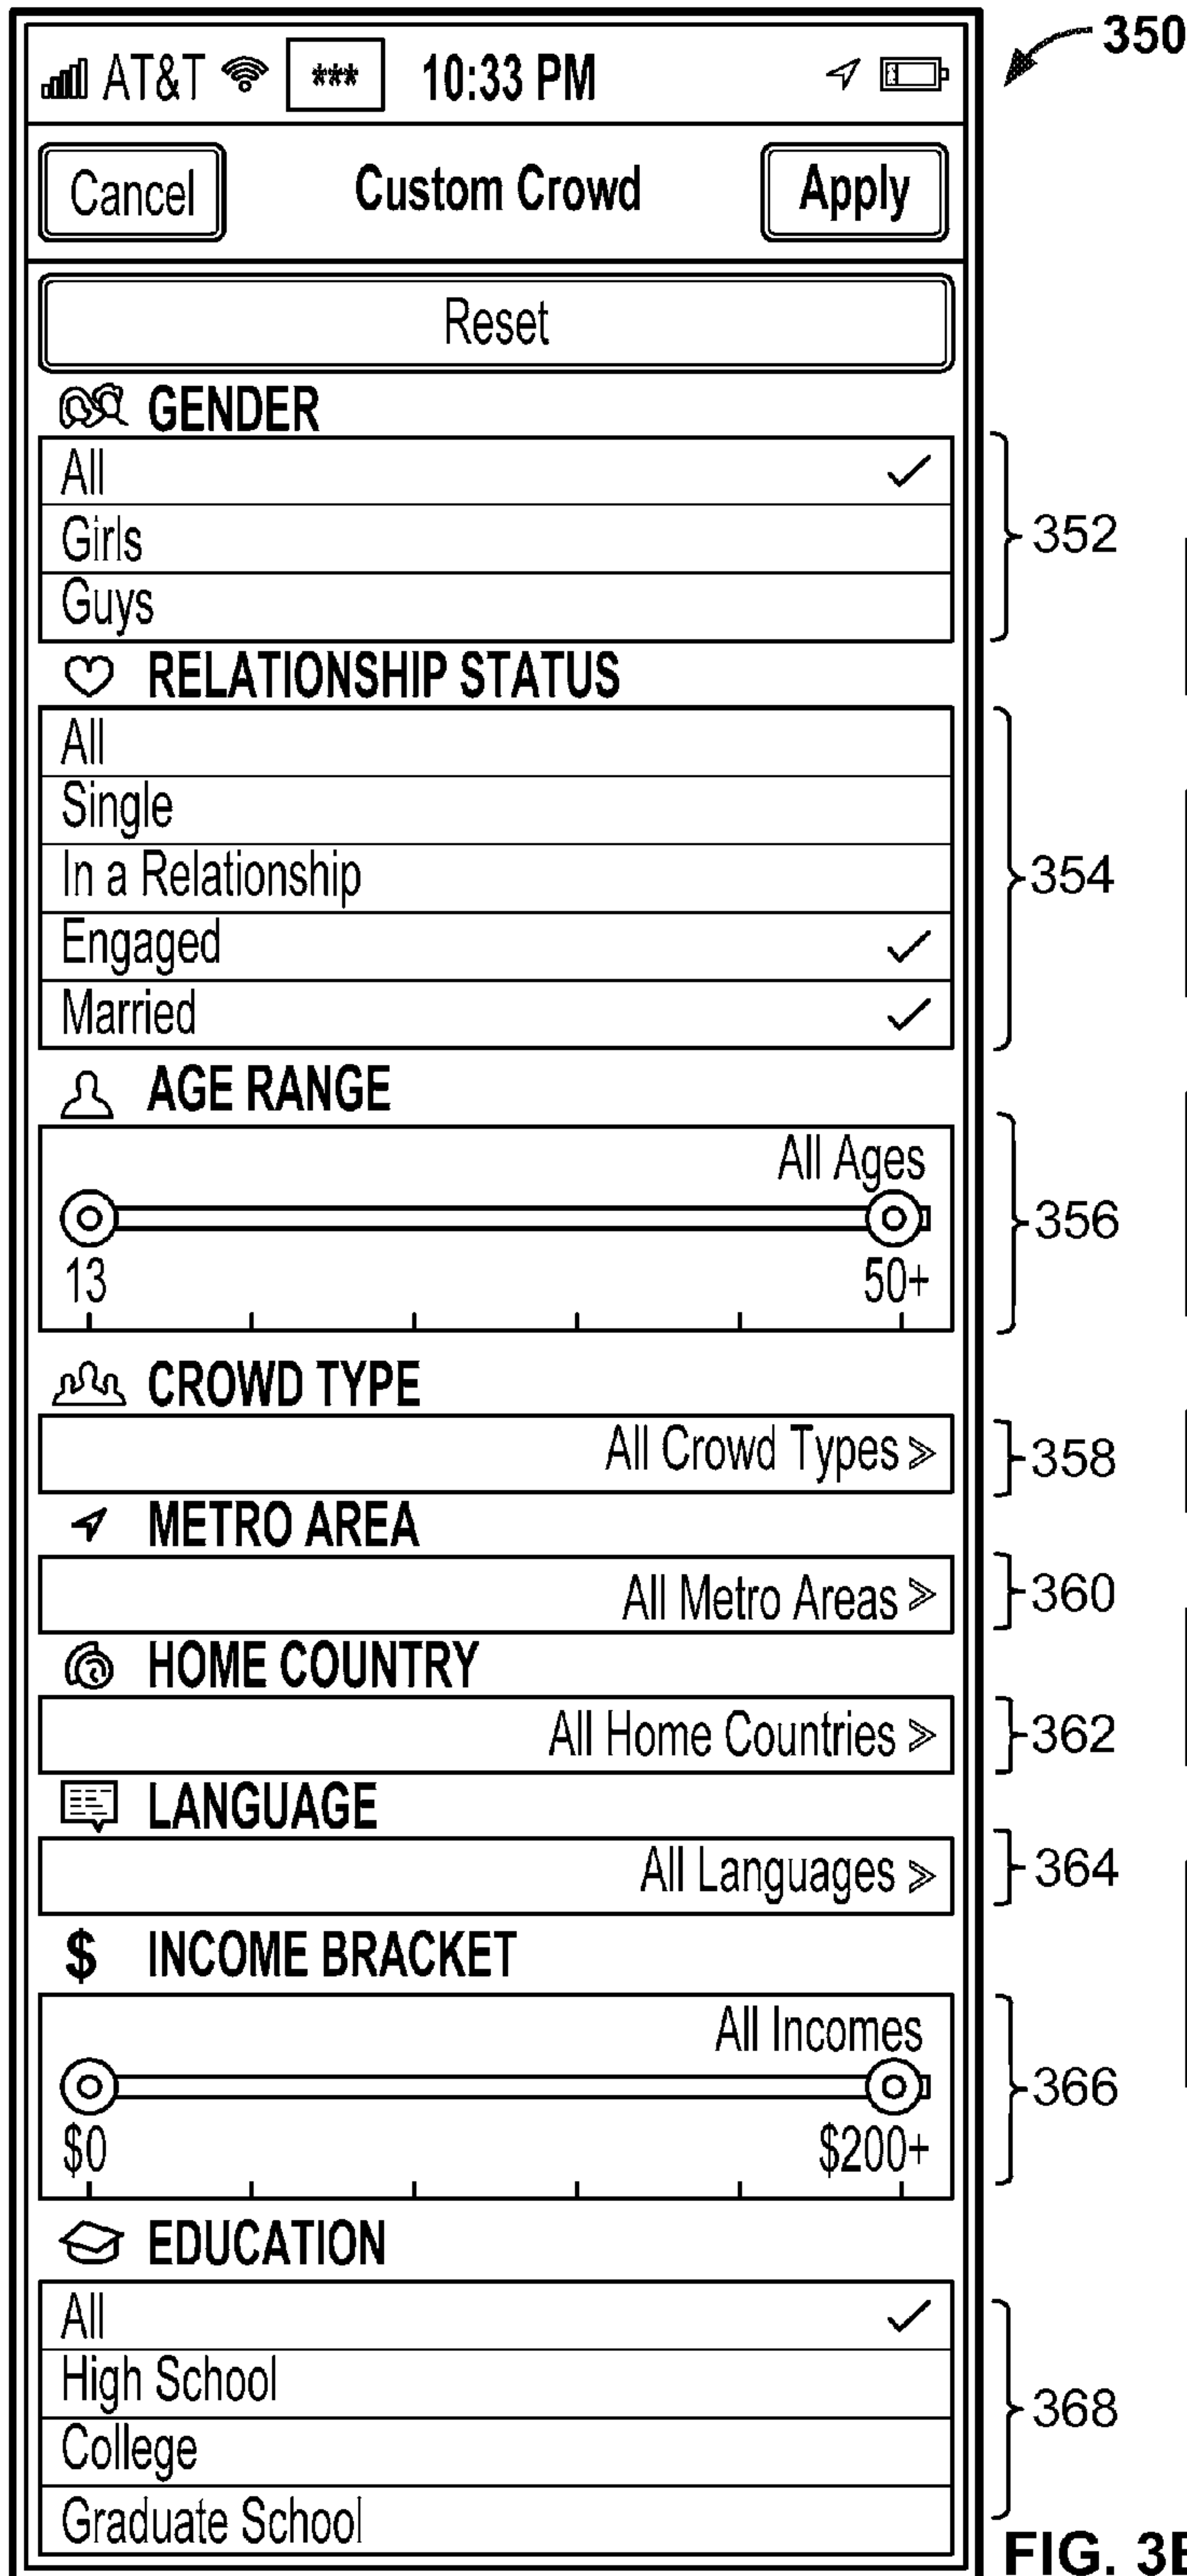 AT&T *** 10:33 PM
350
Cancel Custom Crowd Apply
Reset
GENDER
All
Girls
Guys
352
RELATIONSHIP STATUS
All
Single
In a Relationship
Engaged
Married
354
AGE RANGE
All Ages
13 50+
356
CROWD TYPE
All Crowd Types
358
METRO AREA
All Metro Areas
360
HOME COUNTRY
All Home Countries
362
LANGUAGE
All Languages
364
$ INCOME BRACKET
All Incomes
$0 $200+
366
EDUCATION
All
High School
College
Graduate School
368
FIG.